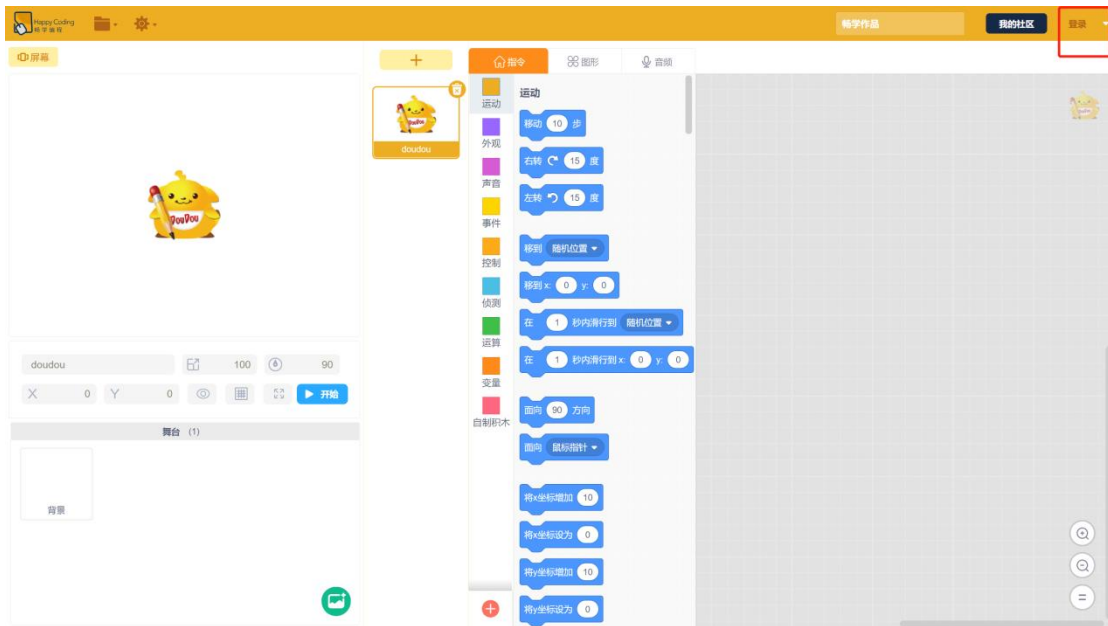 Happy Coding
畅学编程
畅学作品
我的社区
登录
屏幕
指令
图形
音频
doudou
DouDou
DouDou
doudou 100 90
X 0 Y 0
开始
舞台 (1)
背景
运动
外观
声音
事件
控制
侦测
运算
变量
自制积木
运动
移动 10 步
右转 15 度
左转 15 度
移到 随机位置
移到 x: 0 y: 0
在 1 秒内滑行到 随机位置
在 1 秒内滑行到 x: 0 y: 0
面向 90 方向
面向 鼠标指针
将x坐标增加 10
将x坐标设为 0
将y坐标增加 10
将y坐标设为 0